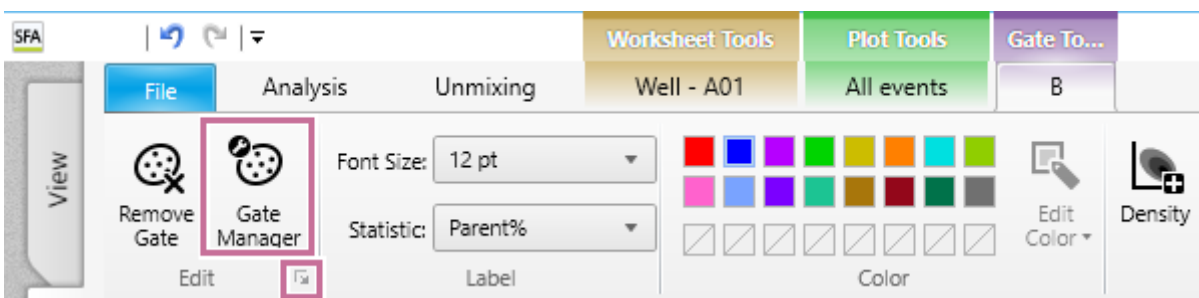 SFA
Worksheet Tools
Plot Tools
Gate To...
File
Analysis
Unmixing
Well - A01
All events
B
View
Remove
Gate
Gate
Manager
Font Size:
12 pt
Statistic:
Parent%
Edit
Color
Density
Edit
Label
Color